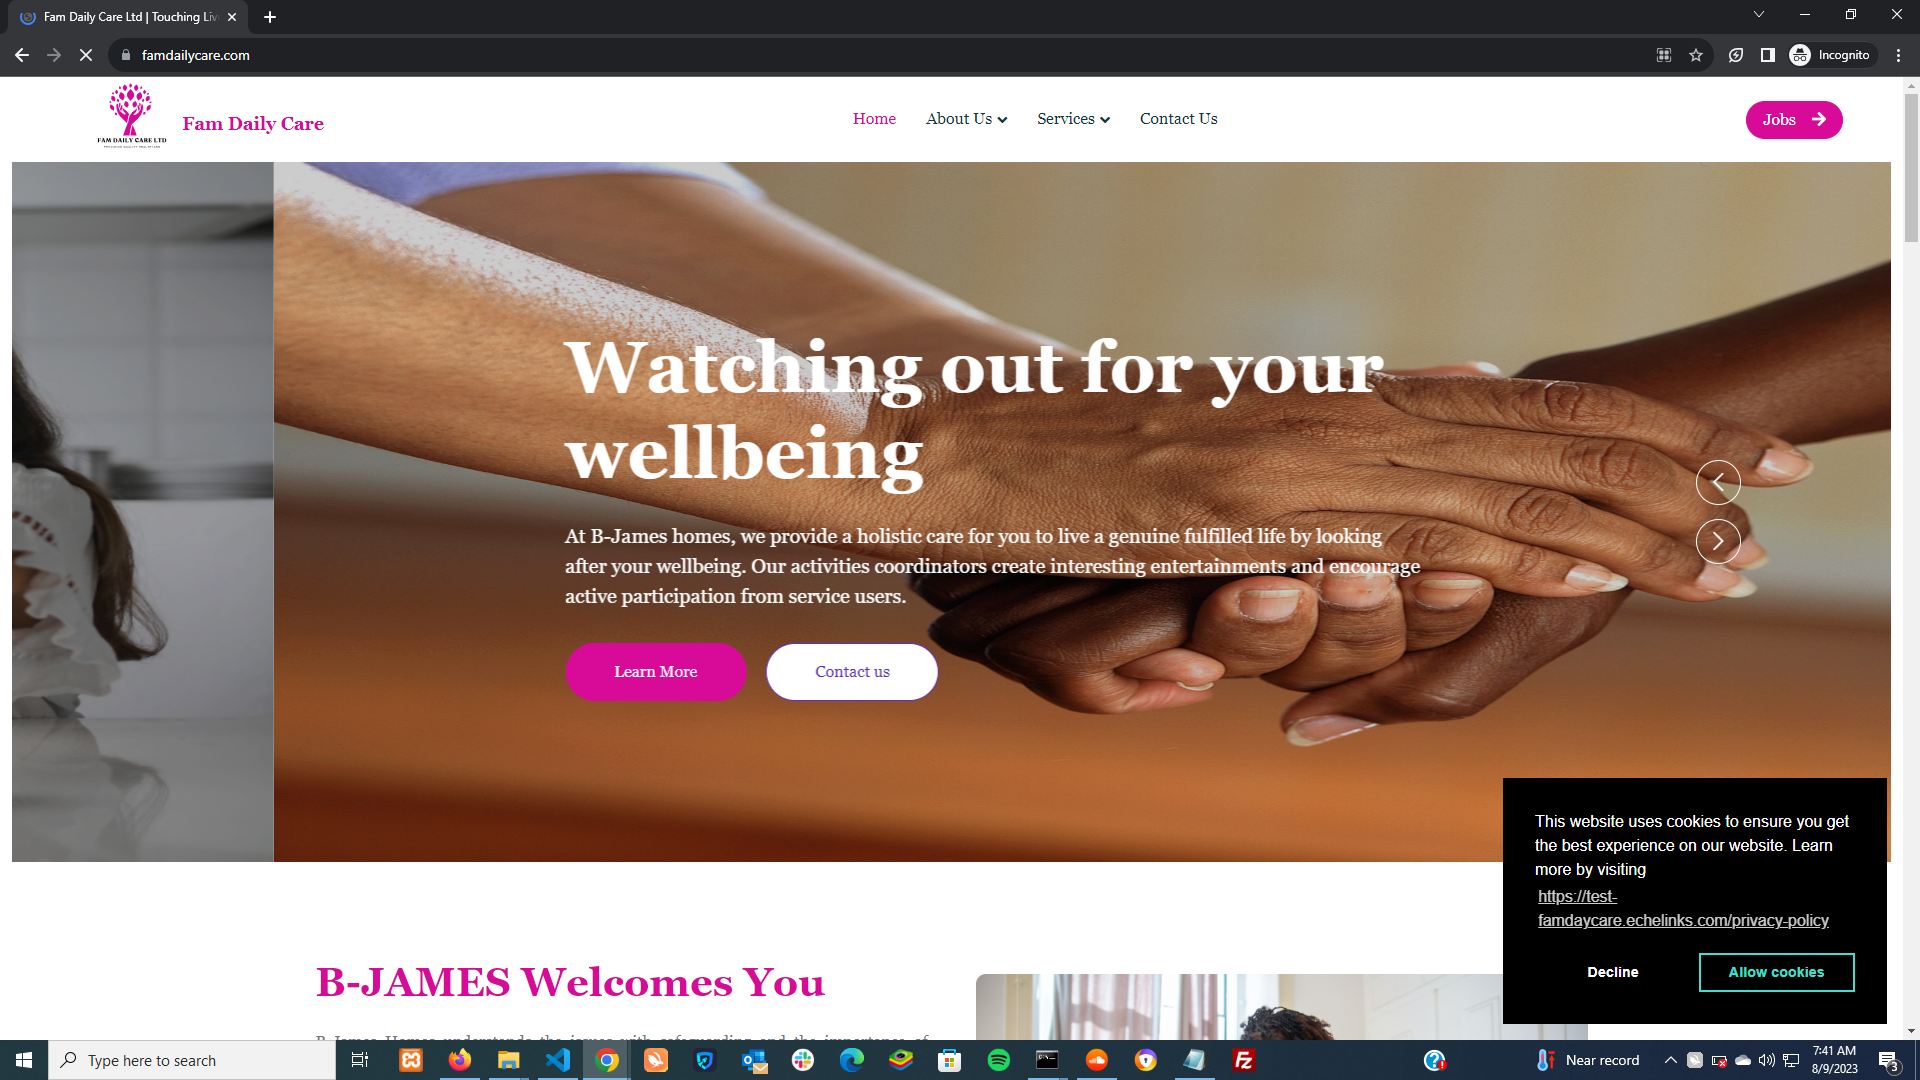 Fam Daily Care Ltd | Touching Liv
famdailycare.com
Incognito
FAM DAILY CARE LTD
Fam Daily Care
Home
About Us
Services
Contact Us
Jobs
Watching out for your
wellbeing
At B-James homes, we provide a holistic care for you to live a genuine fulfilled life by looking
after your wellbeing. Our activities coordinators create interesting entertainments and encourage
active participation from service users.
Learn More
Contact us
This website uses cookies to ensure you get
the best experience on our website. Learn
more by visiting
https://test-
famdaycare.echelinks.com/privacy-policy
Decline
Allow cookies
B-JAMES Welcomes You
Type here to search
Near record
7:41 AM
8/9/2023
3